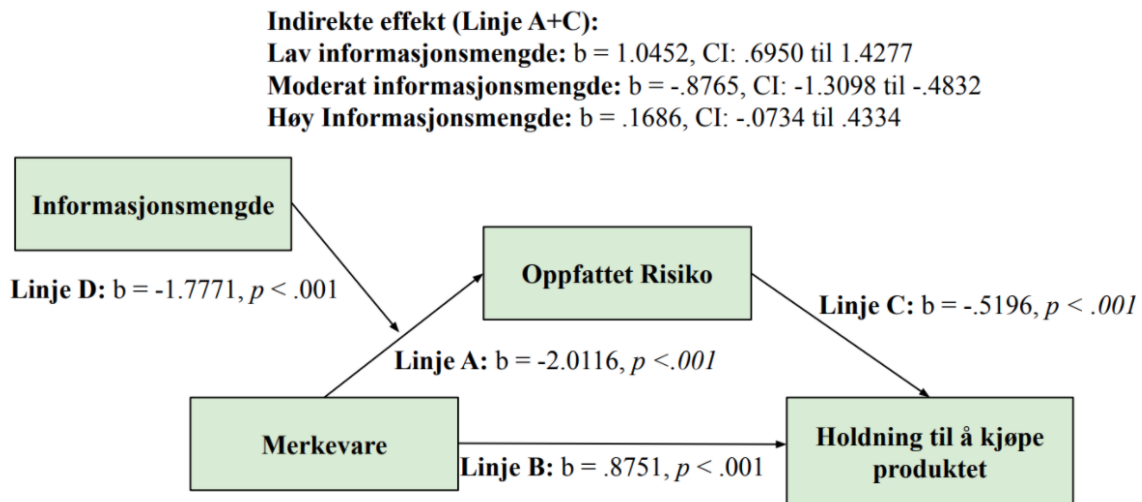 Indirekte effekt (Linje A+C):
Lav informasjonsmengde: b = 1.0452, CI: .6950 til 1.4277
Moderat informasjonsmengde: b = -.8765, CI: -1.3098 til -.4832
Høy Informasjonsmengde: b = .1686, CI: -.0734 til .4334
Informasjonsmengde
Oppfattet Risiko
Linje D: b = -1.7771, p < .001
Linje C: b = -.5196, p < .001
Linje A: b = -2.0116, p <.001
Merkevare
Linje B: b = .8751, p < .001
Holdning til å kjøpe
produktet